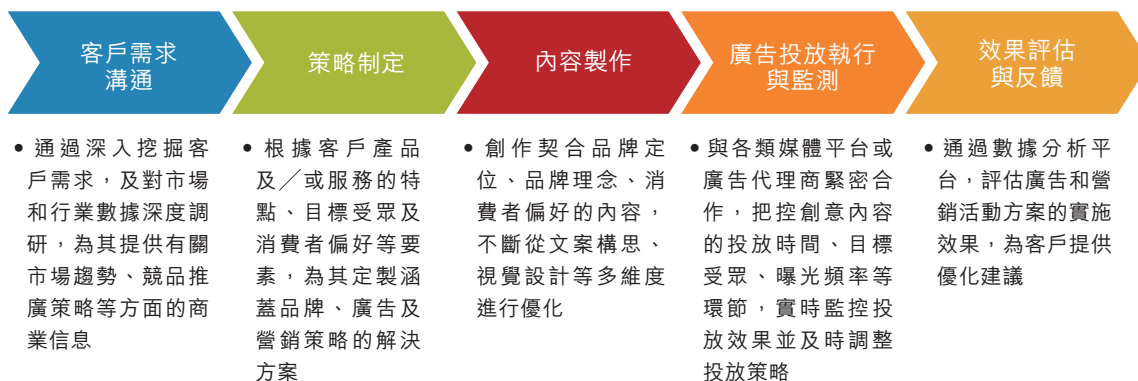 客戶需求
溝通
策略制定
內容製作
廣告投放執行
與監測
效果評估
與反饋
• 通過深入挖掘客
戶需求，及對市場
和行業數據深度調
研，為其提供有關
市場趨勢、競品推
廣策略等方面的商
業信息
• 根據客戶產品
及／或服務的特
點、目標受眾及
消費者偏好等要
素，為其定製涵
蓋品牌、廣告及
營銷策略的解決
方案
• 創作契合品牌定
位、品牌理念、消
費者偏好的內容，
不斷從文案構思、
視覺設計等多維度
進行優化
• 與各類媒體平台或
廣告代理商緊密合
作，把控創意內容
的投放時間、目標
受眾、曝光頻率等
環節，實時監控投
放效果並及時調整
投放策略
• 通過數據分析平
台，評估廣告和營
銷活動方案的實施
效果，為客戶提供
優化建議